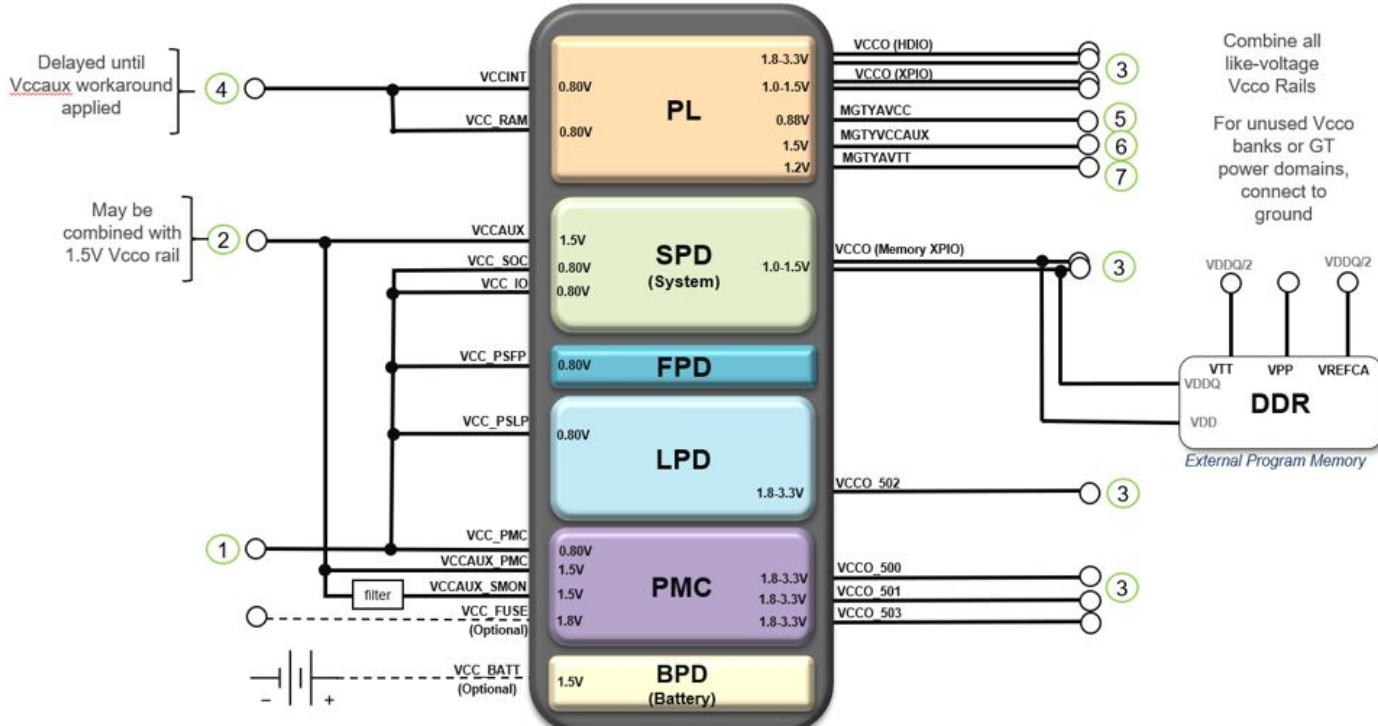 Delayed until
Vccaux workaround
applied
4
VCCINT
VCC_RAM
0.80V
0.80V
PL
1.8-3.3V
1.0-1.5V
0.88V
1.5V
1.2V
VCCO (HDIO)
VCCO (XPIO)
3
MGTYAVCC
5
MGTYVCCAUX
6
MGTYAVTT
7
Combine all
like-voltage
Vcco Rails
For unused Vcco
banks or GT
power domains,
connect to
ground
May be
combined with
1.5V Vcco rail
2
VCCAUX
VCC_SOC
VCC_IO
1.5V
0.80V
0.80V
SPD
(System)
1.0-1.5V
VCCO (Memory XPIO)
3
VDDQ/2
VDDQ/2
VTT
VPP
VREFCA
VDDQ
VDD
DDR
External Program Memory
VCC_PSFP
0.80V
FPD
VCC_PSLP
0.80V
LPD
1.8-3.3V
VCCO_502
3
1
VCC_PMC
VCCAUX_PMC
filter
VCCAUX_SMON
VCC_FUSE
(Optional)
0.80V
1.5V
1.5V
1.8V
PMC
1.8-3.3V
1.8-3.3V
1.8-3.3V
VCCO_500
VCCO_501
VCCO_503
3
– +
VCC_BATT
(Optional)
1.5V
BPD
(Battery)